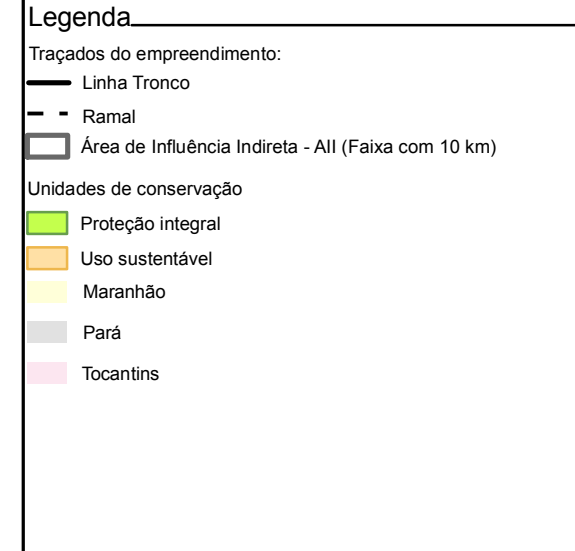 Legenda
Traçados do empreendimento:
Linha Tronco
Ramal
Área de Influência Indireta - AII (Faixa com 10 km)
Unidades de conservação
Proteção integral
Uso sustentável
Maranhão
Pará
Tocantins